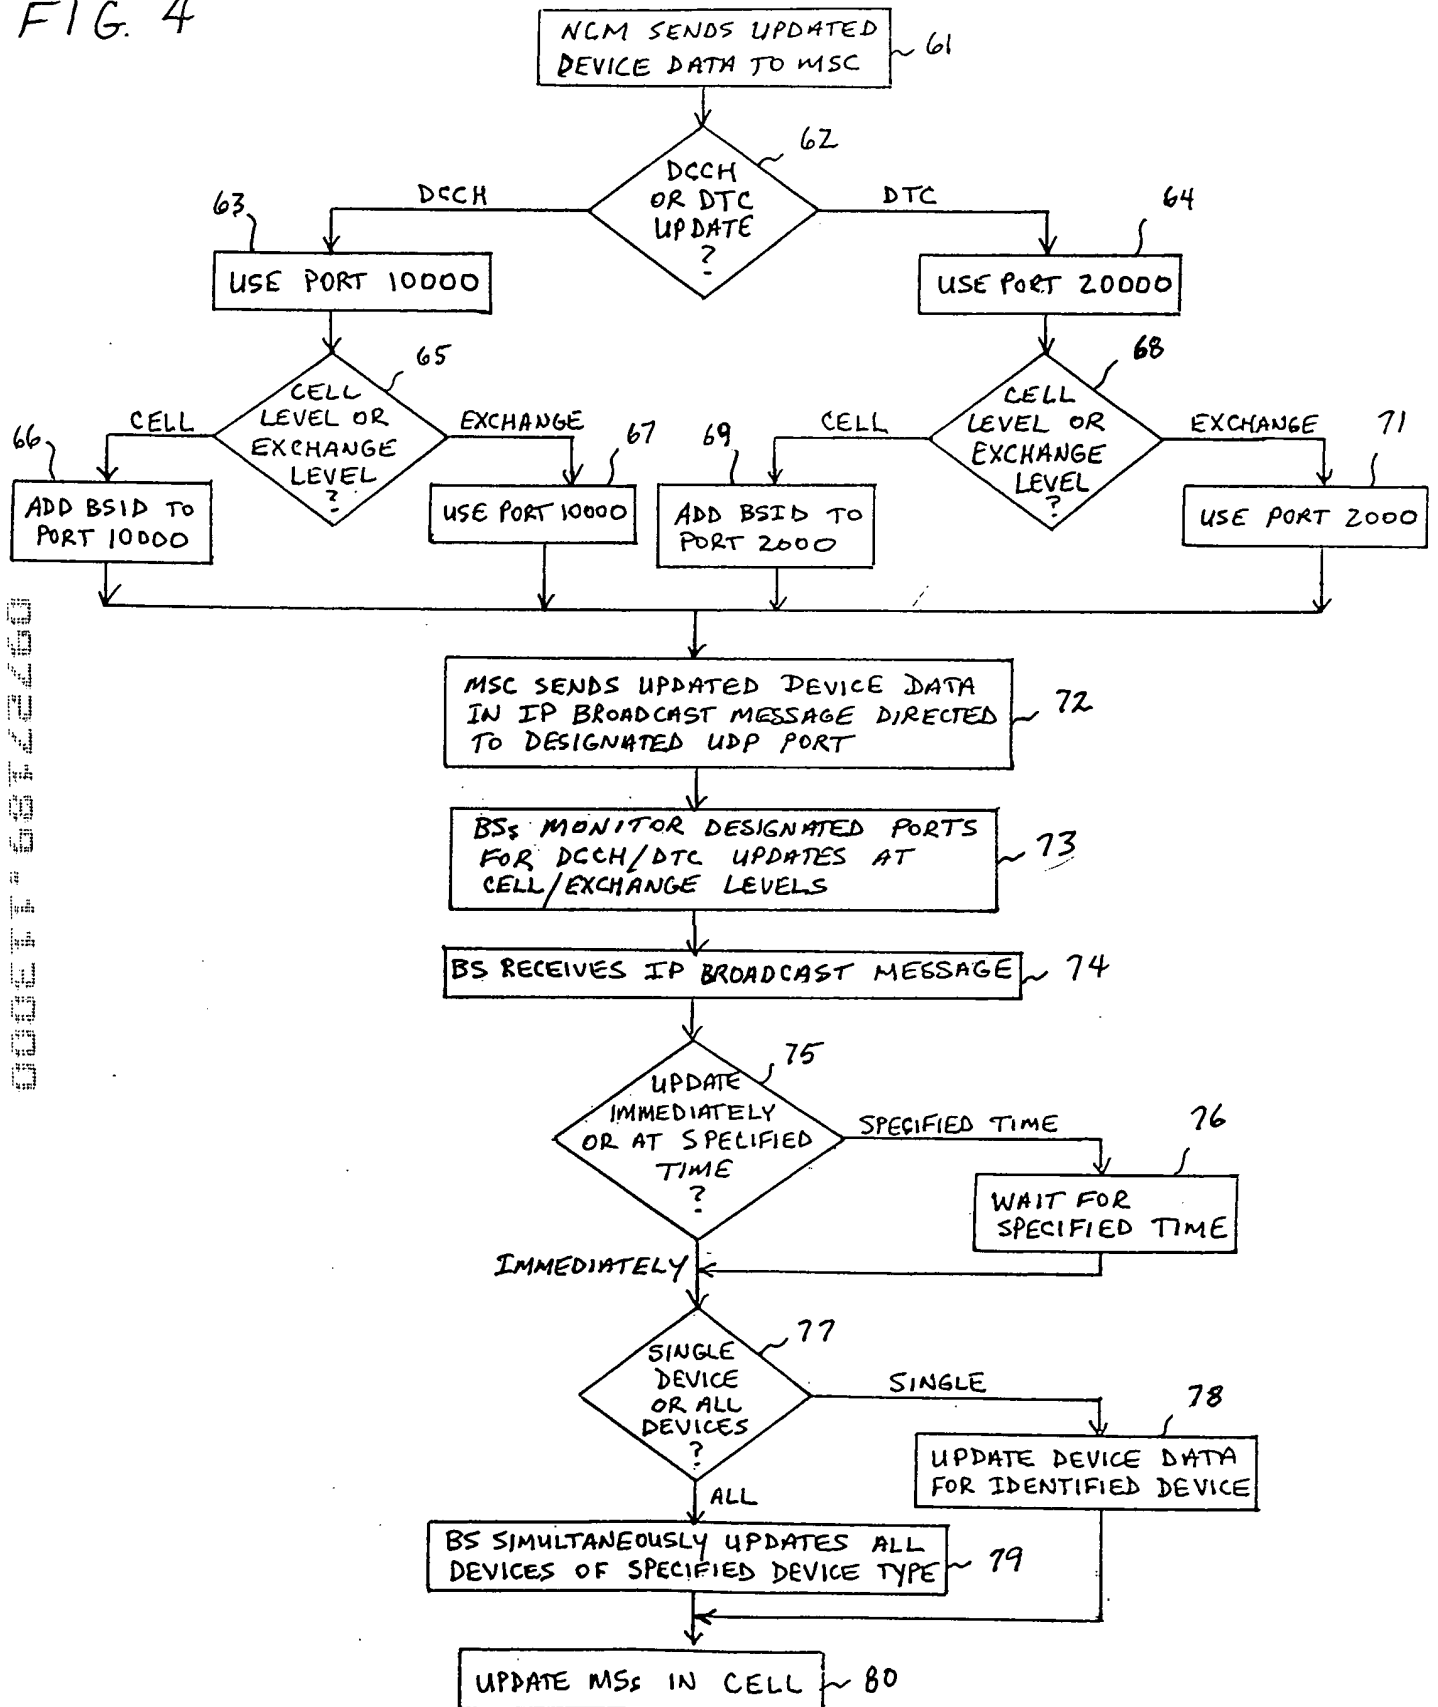 FIG. 4
NCM SENDS UPDATED
DEVICE DATA TO MSC
61
DCCH
OR DTC
UPDATE
?
62
DCCH
DTC
63
USE PORT 10000
64
USE PORT 20000
CELL
LEVEL OR
EXCHANGE
LEVEL
?
65
CELL
EXCHANGE
66
ADD BSID TO
PORT 10000
67
USE PORT 10000
CELL
LEVEL OR
EXCHANGE
LEVEL
?
68
CELL
EXCHANGE
69
ADD BSID TO
PORT 2000
71
USE PORT 2000
MSC SENDS UPDATED DEVICE DATA
IN IP BROADCAST MESSAGE DIRECTED
TO DESIGNATED UDP PORT
72
BSs MONITOR DESIGNATED PORTS
FOR DCCH/DTC UPDATES AT
CELL/EXCHANGE LEVELS
73
BS RECEIVES IP BROADCAST MESSAGE
74
UPDATE
IMMEDIATELY
OR AT SPECIFIED
TIME
?
75
SPECIFIED TIME
76
WAIT FOR
SPECIFIED TIME
IMMEDIATELY
SINGLE
DEVICE
OR ALL
DEVICES
?
77
SINGLE
78
UPDATE DEVICE DATA
FOR IDENTIFIED DEVICE
ALL
BS SIMULTANEOUSLY UPDATES ALL
DEVICES OF SPECIFIED DEVICE TYPE
79
UPDATE MSs IN CELL
80
09727189.113000